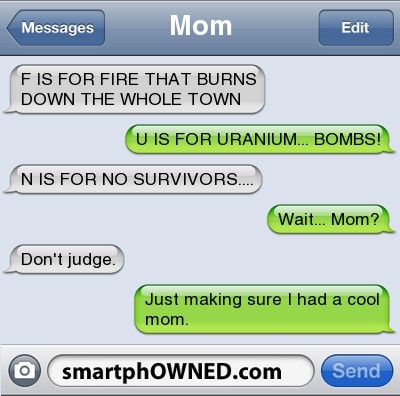 Messages
Mom
Edit
F IS FOR FIRE THAT BURNS
DOWN THE WHOLE TOWN
U IS FOR URANIUM... BOMBS!
N IS FOR NO SURVIVORS....
Wait... Mom?
Don't judge.
Just making sure I had a cool
mom.
smartphOWNED.com
Send